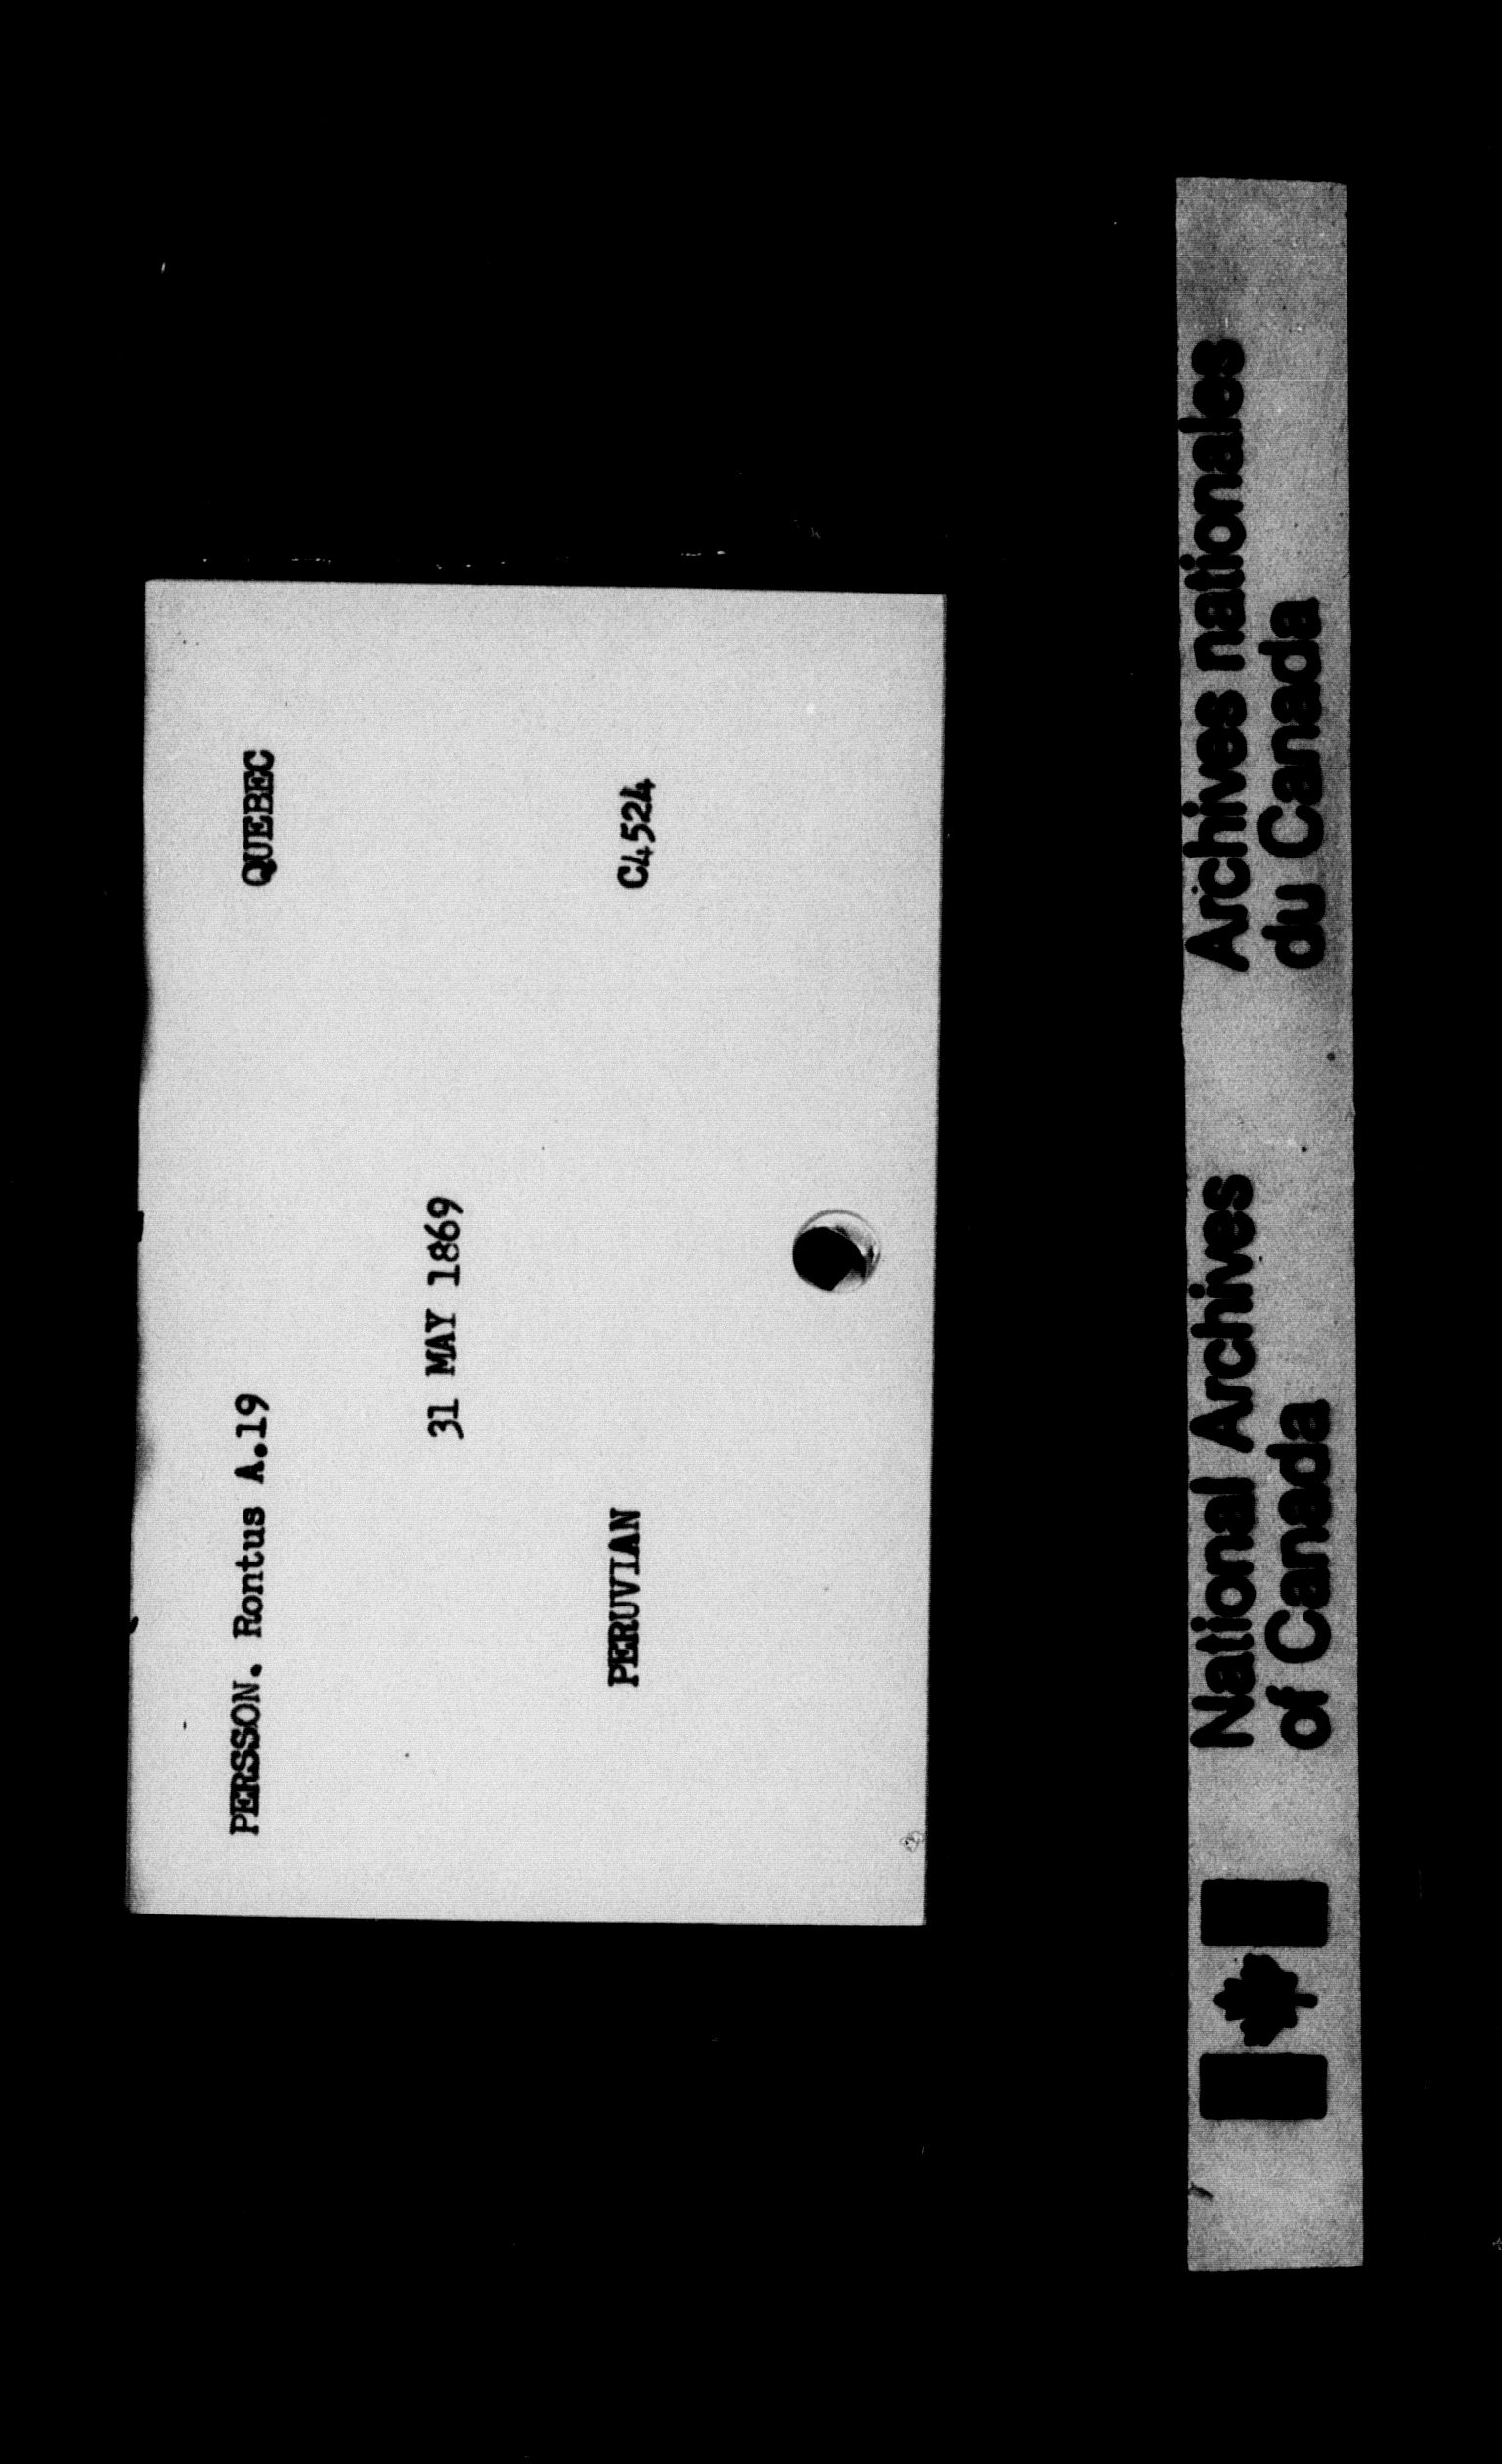 PERSSON. Rontus A.19 QUEBEC
31 MAY 1869
PERUVIAN C4524
National Archives
of Canada
Archives nationales
du Canada